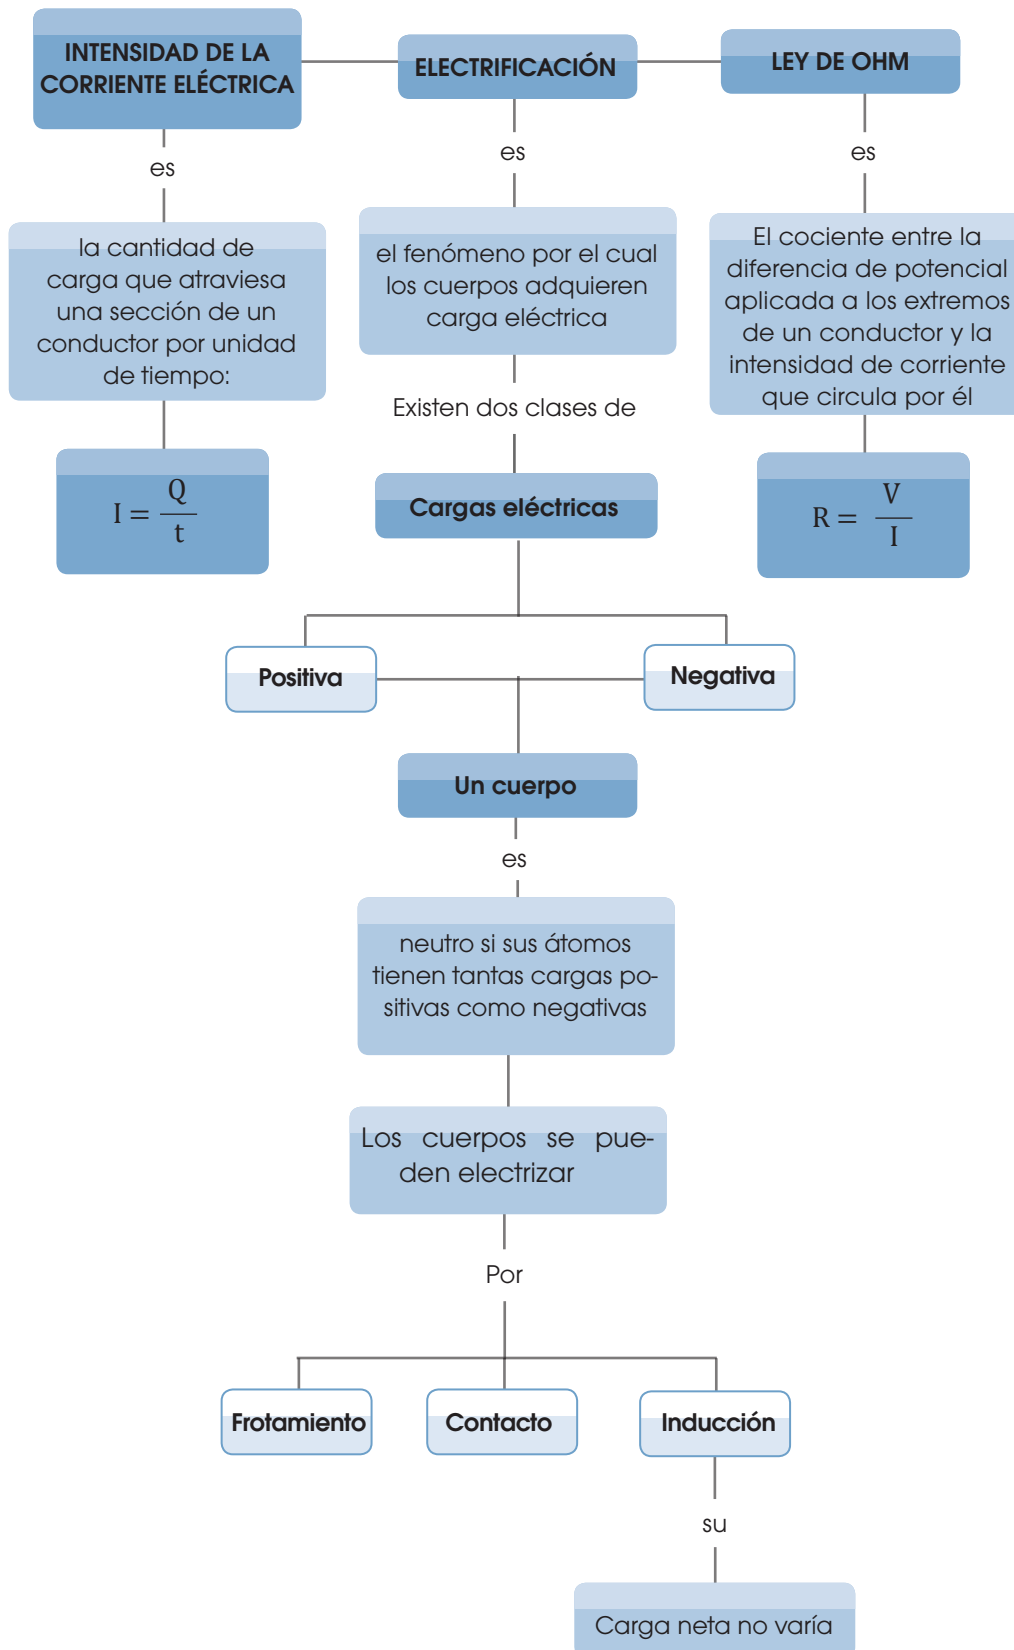 INTENSIDAD DE LA
CORRIENTE ELÉCTRICA
ELECTRIFICACIÓN
LEY DE OHM
es
es
es
la cantidad de
carga que atraviesa
una sección de un
conductor por unidad
de tiempo:
el fenómeno por el cual
los cuerpos adquieren
carga eléctrica
El cociente entre la
diferencia de potencial
aplicada a los extremos
de un conductor y la
intensidad de corriente
que circula por él
Existen dos clases de
I = Q / t
Cargas eléctricas
R = V / I
Positiva
Negativa
Un cuerpo
es
neutro si sus átomos
tienen tantas cargas po-
sitivas como negativas
Los cuerpos se pue-
den electrizar
Por
Frotamiento
Contacto
Inducción
su
Carga neta no varía